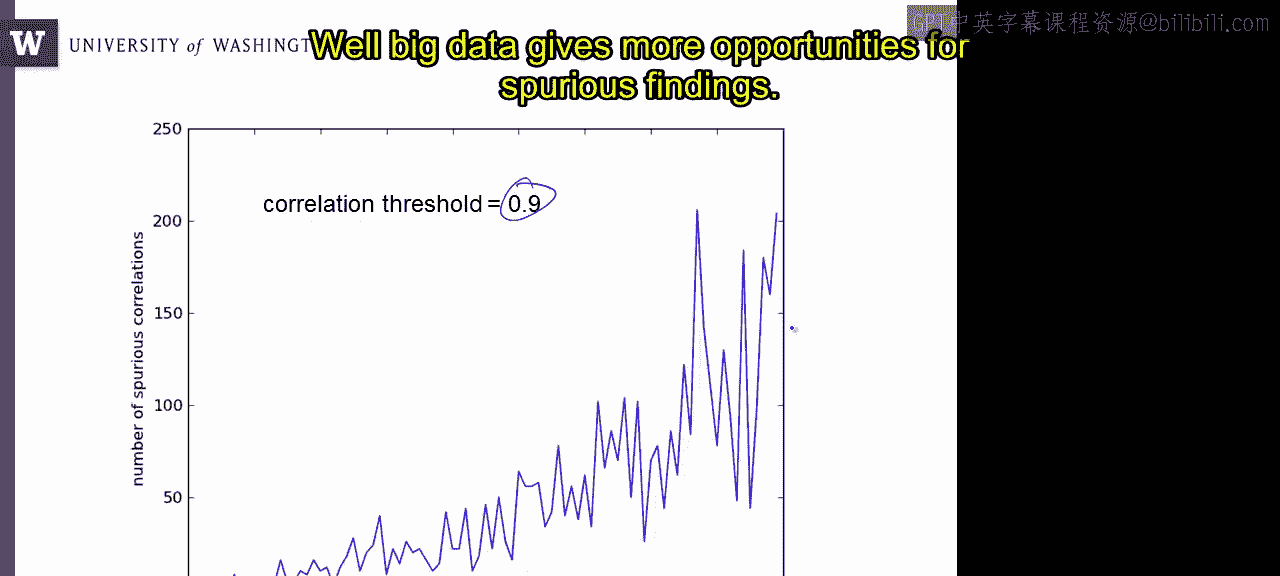 GPT中英字幕课程资源@bilibili.com
W UNIVERSITY of WASHINGT
Well big data gives more opportunities for
spurious findings.
250
correlation threshold = 0.9
200
number of spurious correlations
150
100
50